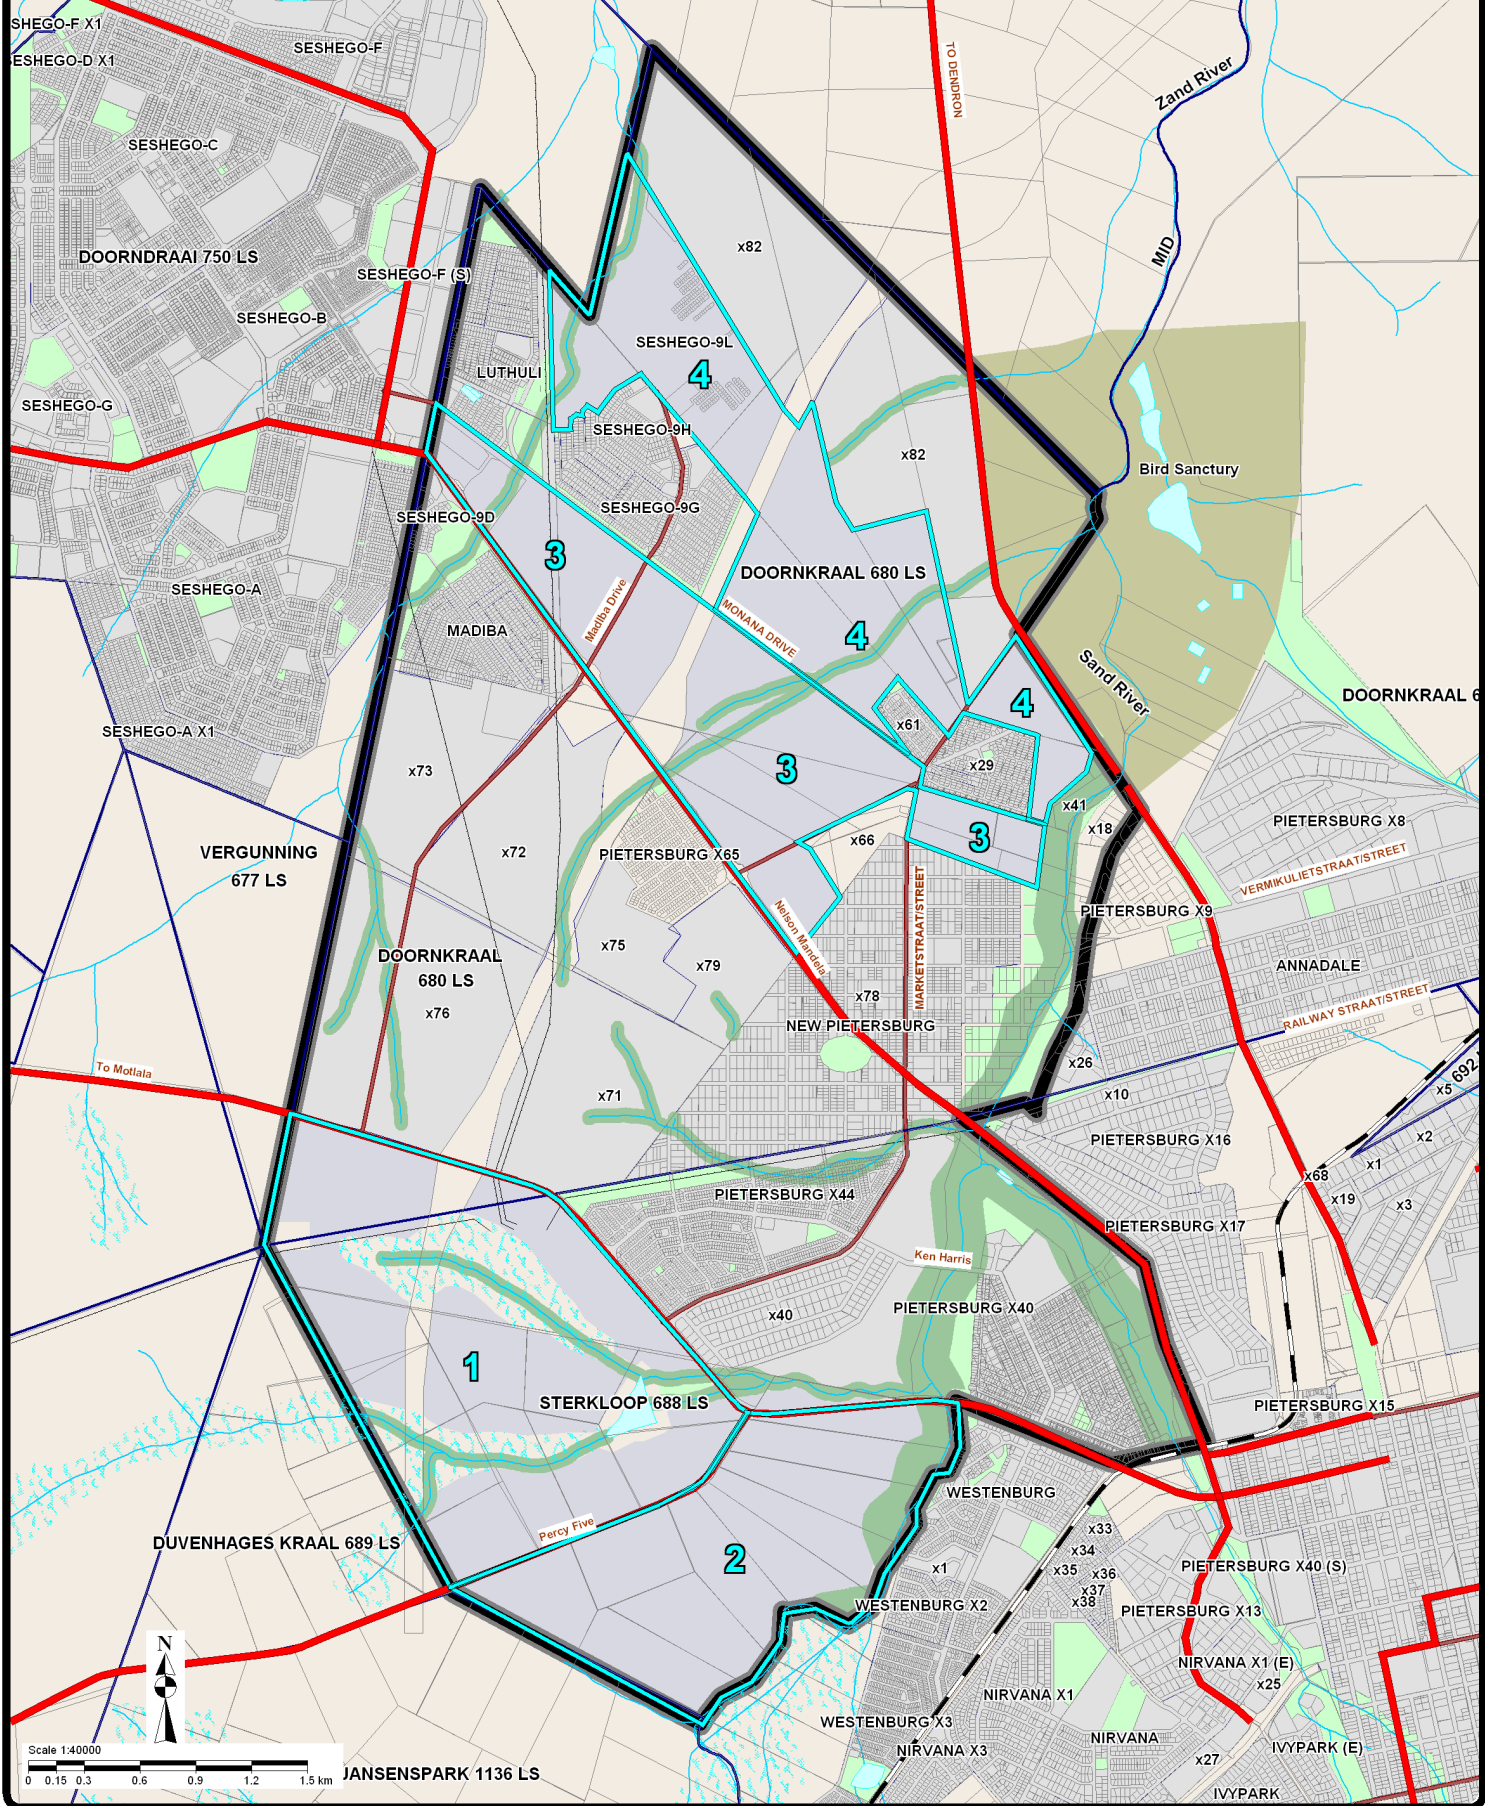 SHEGO-F X1
SESHEGO-F
ESHEGO-D X1
TO DENDRON
Zand River
SESHEGO-C
x82
MID
DOORNDRAAI 750 LS
SESHEGO-F (S)
SESHEGO-B
SESHEGO-9L
4
LUTHULI
SESHEGO-G
SESHEGO-9H
x82
Bird Sanctury
SESHEGO-9G
SESHEGO-9D
3
DOORNKRAAL 680 LS
SESHEGO-A
Madiba Drive
MONANA DRIVE
MADIBA
4
Sand River
DOORNKRAAL 6
4
SESHEGO-A X1
x61
x73
3
x29
x41
x18
PIETERSBURG X8
3
x66
VERGUNNING
677 LS
x72
PIETERSBURG X65
VERMIKULIETSTRAAT/STREET
MARKETSTRAAT/STREET
PIETERSBURG X9
Nelson Mandela
x75
DOORNKRAAL
680 LS
x79
ANNADALE
x78
RAILWAY STRAAT/STREET
x76
NEW PIETERSBURG
To Motlala
x26
692
x5
x71
x10
x2
PIETERSBURG X16
x1
x68
PIETERSBURG X44
x19
x3
PIETERSBURG X17
Ken Harris
x40
PIETERSBURG X40
1
STERKLOOP 688 LS
PIETERSBURG X15
WESTENBURG
Percy Five
x33
DUVENHAGES KRAAL 689 LS
x34
2
x1
x35
x36
PIETERSBURG X40 (S)
x37
x38
WESTENBURG X2
PIETERSBURG X13
N
NIRVANA X1 (E)
x25
NIRVANA X1
WESTENBURG X3
NIRVANA
NIRVANA X3
IVYPARK (E)
Scale 1:40000
x27
0 0.15 0.3 0.6 0.9 1.2 1.5 km
JANSENSPARK 1136 LS
IVYPARK